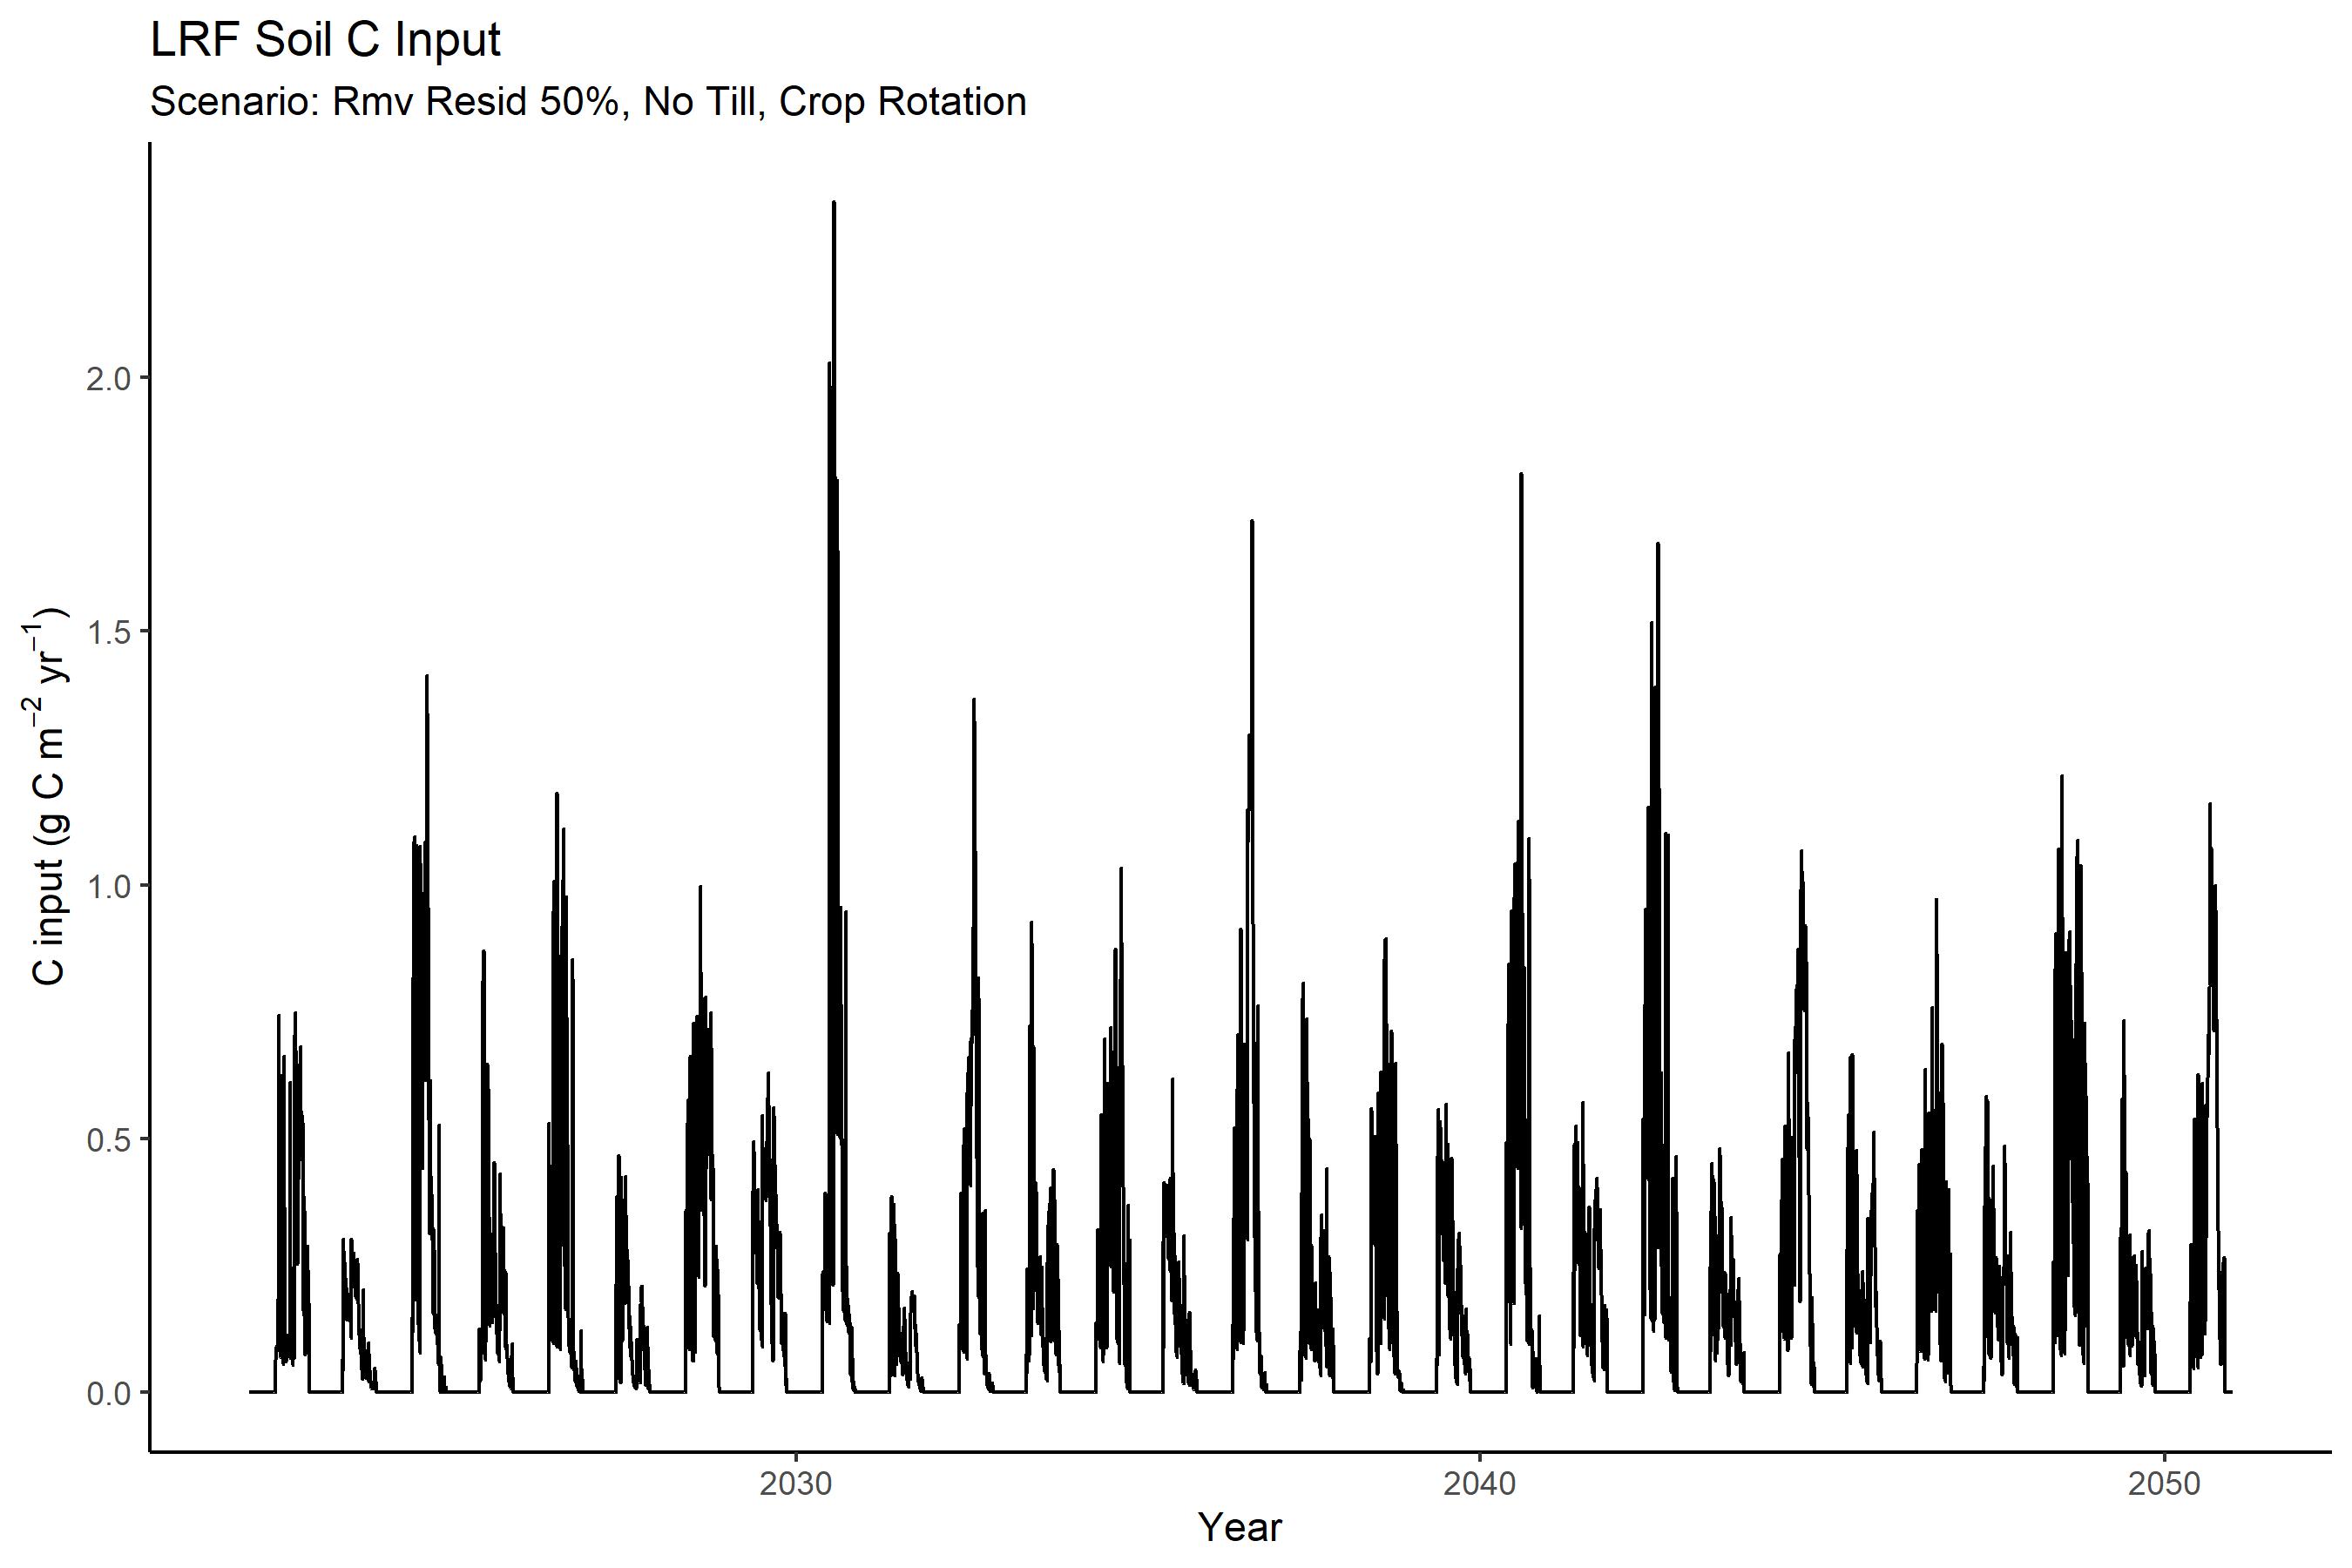 LRF Soil C Input
Scenario: Rmv Resid 50%, No Till, Crop Rotation
C input (g C m⁻² yr⁻¹)
2.0
1.5
1.0
0.5
0.0
2030 2040 2050
Year